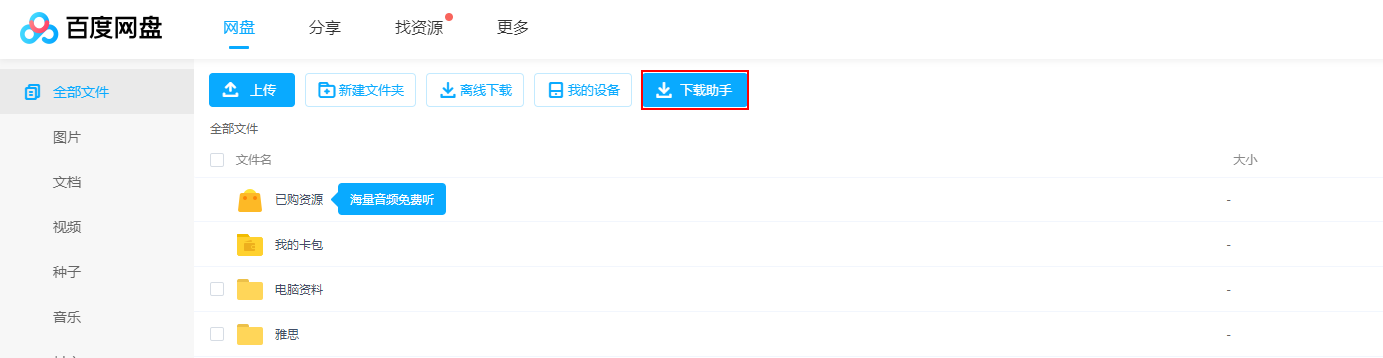 百度网盘 网盘 分享 找资源 更多
上传 新建文件夹 离线下载 我的设备 下载助手
全部文件
全部文件
图片
文档
视频
种子
音乐
文件名 大小
已购资源 海量音频免费听 -
我的卡包 -
电脑资料 -
雅思 -